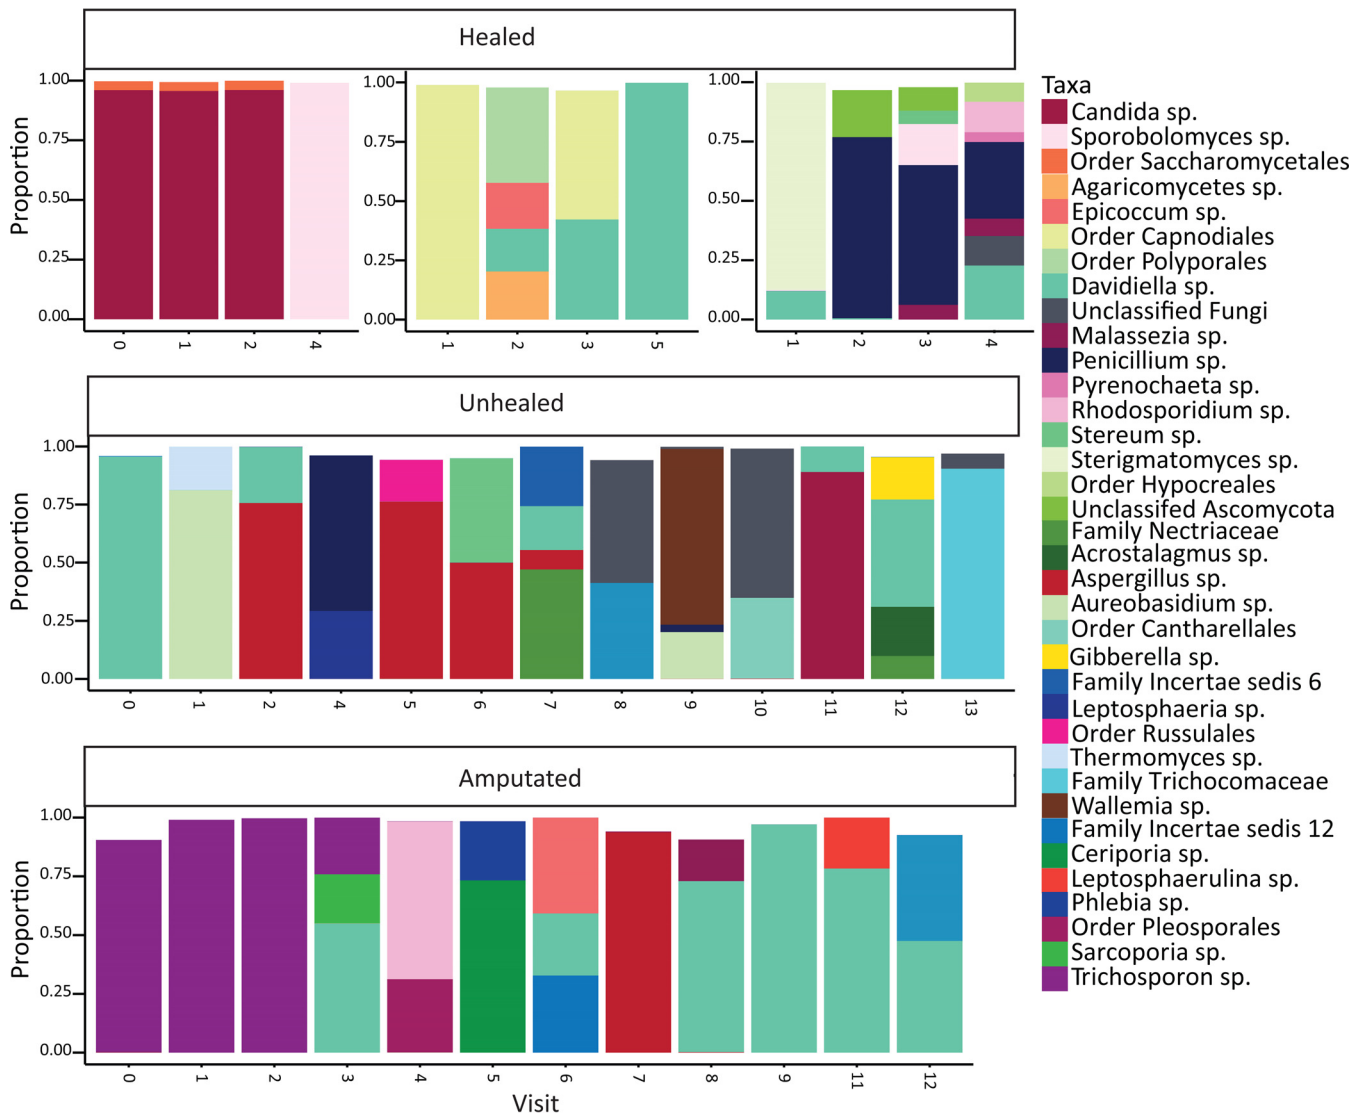 Healed
Proportion
1.00
0.75
0.50
0.25
0.00
0 1 2 4
1.00
0.75
0.50
0.25
0.00
1 2 3 5
1.00
0.75
0.50
0.25
0.00
1 2 3 4
Unhealed
Proportion
1.00
0.75
0.50
0.25
0.00
0 1 2 4 5 6 7 8 9 10 11 12 13
Amputated
Proportion
1.00
0.75
0.50
0.25
0.00
0 1 2 3 4 5 6 7 8 9 11 12
Visit
Taxa
Candida sp.
Sporobolomyces sp.
Order Saccharomycetales
Agaricomycetes sp.
Epicoccum sp.
Order Capnodiales
Order Polyporales
Davidiella sp.
Unclassified Fungi
Malassezia sp.
Penicillium sp.
Pyrenochaeta sp.
Rhodosporidium sp.
Stereum sp.
Sterigmatomyces sp.
Order Hypocreales
Unclassifed Ascomycota
Family Nectriaceae
Acrostalagmus sp.
Aspergillus sp.
Aureobasidium sp.
Order Cantharellales
Gibberella sp.
Family Incertae sedis 6
Leptosphaeria sp.
Order Russulales
Thermomyces sp.
Family Trichocomaceae
Wallemia sp.
Family Incertae sedis 12
Ceriporia sp.
Leptosphaerulina sp.
Phlebia sp.
Order Pleosporales
Sarcoporia sp.
Trichosporon sp.